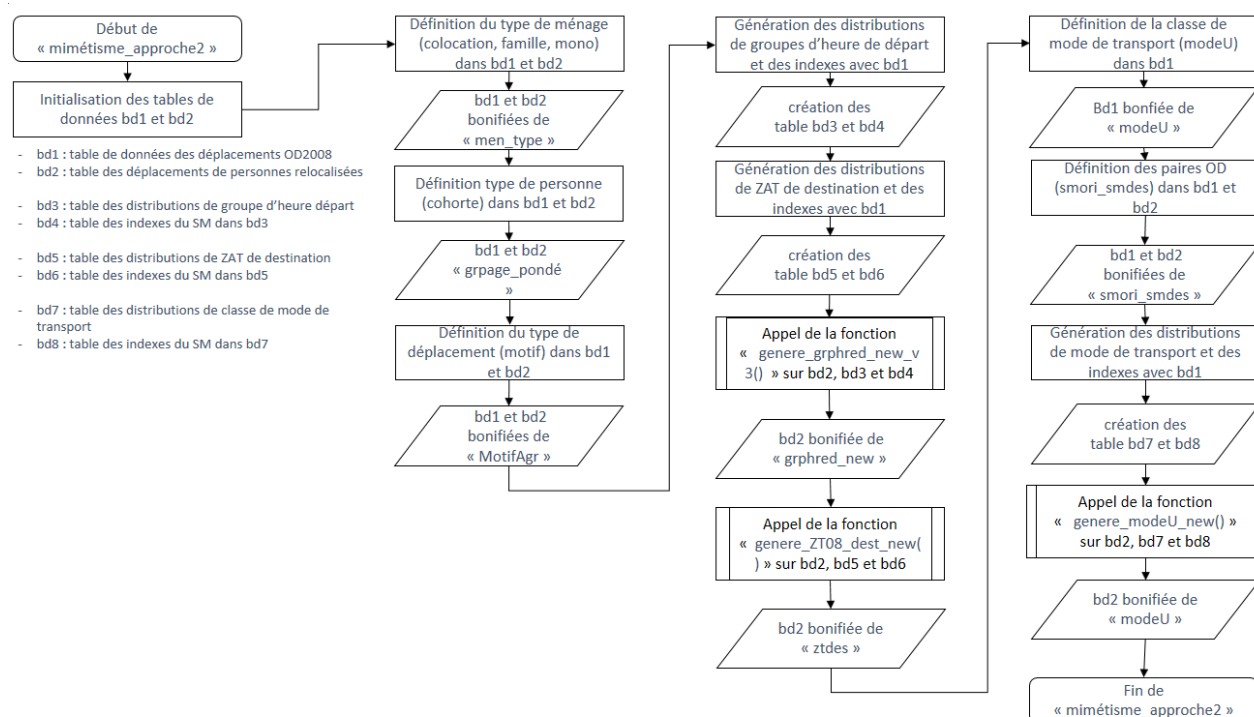 Début de
« mimétisme_approche2 »
Initialisation des tables de
données bd1 et bd2
- bd1 : table de données des déplacements OD2008
- bd2 : table des déplacements de personnes relocalisées
- bd3 : table des distributions de groupe d'heure départ
- bd4 : table des indexes du SM dans bd3
- bd5 : table des distributions de ZAT de destination
- bd6 : table des indexes du SM dans bd5
- bd7 : table des distributions de classe de mode de
transport
- bd8 : table des indexes du SM dans bd7
Définition du type de ménage
(colocation, famille, mono)
dans bd1 et bd2
bd1 et bd2
bonifiées de
« men_type »
Définition type de personne
(cohorte) dans bd1 et bd2
bd1 et bd2
« grpage_pondé
»
Définition du type de
déplacement (motif) dans bd1
et bd2
bd1 et bd2
bonifiées de
« MotifAgr »
Génération des distributions
de groupes d'heure de départ
et des indexes avec bd1
création des
table bd3 et bd4
Génération des distributions
de ZAT de destination et des
indexes avec bd1
création des
table bd5 et bd6
Appel de la fonction
« genere_grphred_new_v
3() » sur bd2, bd3 et bd4
bd2 bonifiée de
« grphred_new »
Appel de la fonction
« genere_ZT08_dest_new(
) » sur bd2, bd5 et bd6
bd2 bonifiée de
« ztdes »
Définition de la classe de
mode de transport (modeU)
dans bd1
Bd1 bonfiée de
« modeU »
Définition des paires OD
(smori_smdes) dans bd1 et
bd2
bd1 et bd2
bonifiées de
« smori_smdes »
Génération des distributions
de mode de transport et des
indexes avec bd1
création des
table bd7 et bd8
Appel de la fonction
« genere_modeU_new() »
sur bd2, bd7 et bd8
bd2 bonifiée de
« modeU »
Fin de
« mimétisme_approche2 »